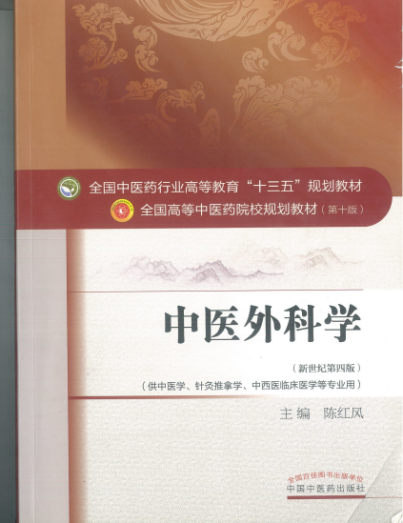 全国中医药行业高等教育“十三五”规划教材
全国高等中医药院校规划教材（第十版）
中医外科学
（新世纪第四版）
（供中医学、针灸推拿学、中西医临床医学等专业用）
主编 陈红风
全国百佳图书出版单位
中国中医药出版社